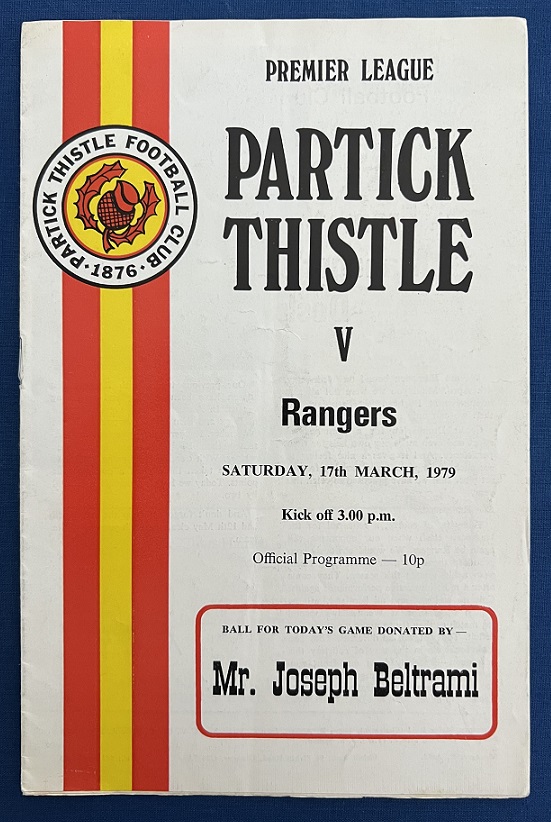 PREMIER LEAGUE
PARTICK THISTLE FOOTBALL CLUB
· 1876 ·
PARTICK
THISTLE
V
Rangers
SATURDAY, 17th MARCH, 1979
Kick off 3.00 p.m.
Official Programme — 10p
BALL FOR TODAY'S GAME DONATED BY —
Mr. Joseph Beltrami